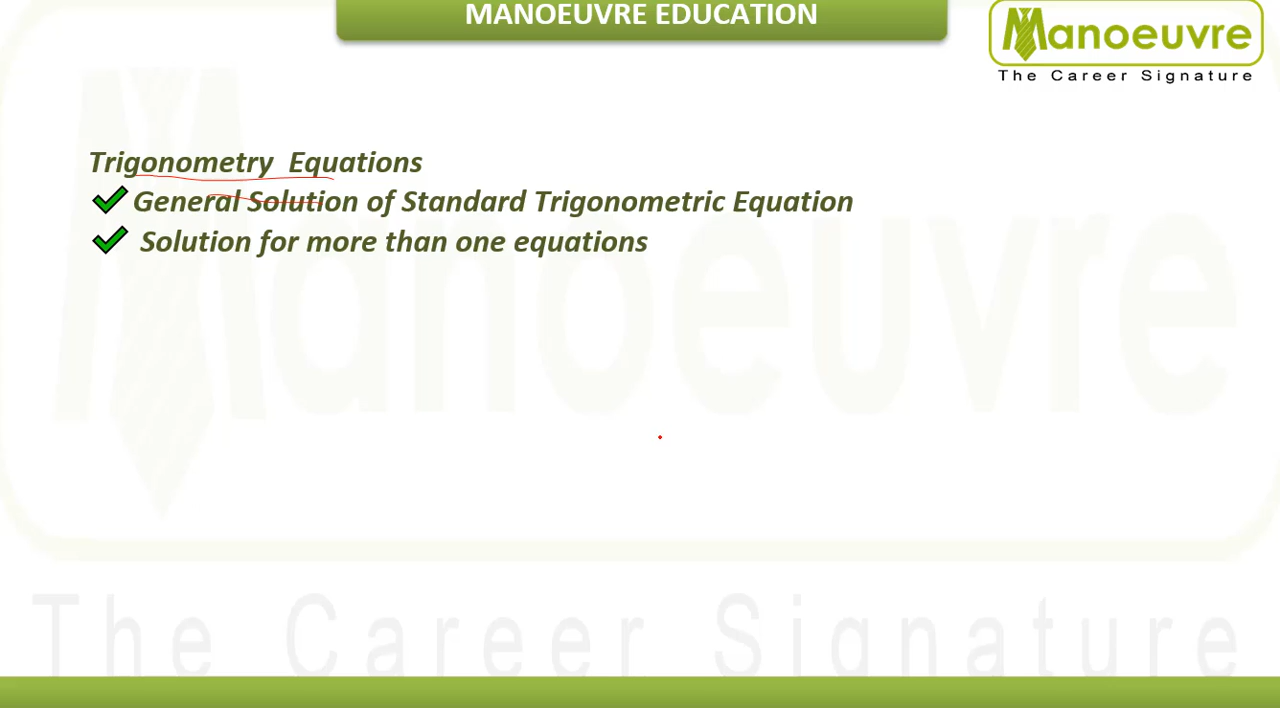 MANOEUVRE EDUCATION
Manoeuvre
The Career Signature
Trigonometry Equations
General Solution of Standard Trigonometric Equation
Solution for more than one equations
Manoeuvre
The Career Signature